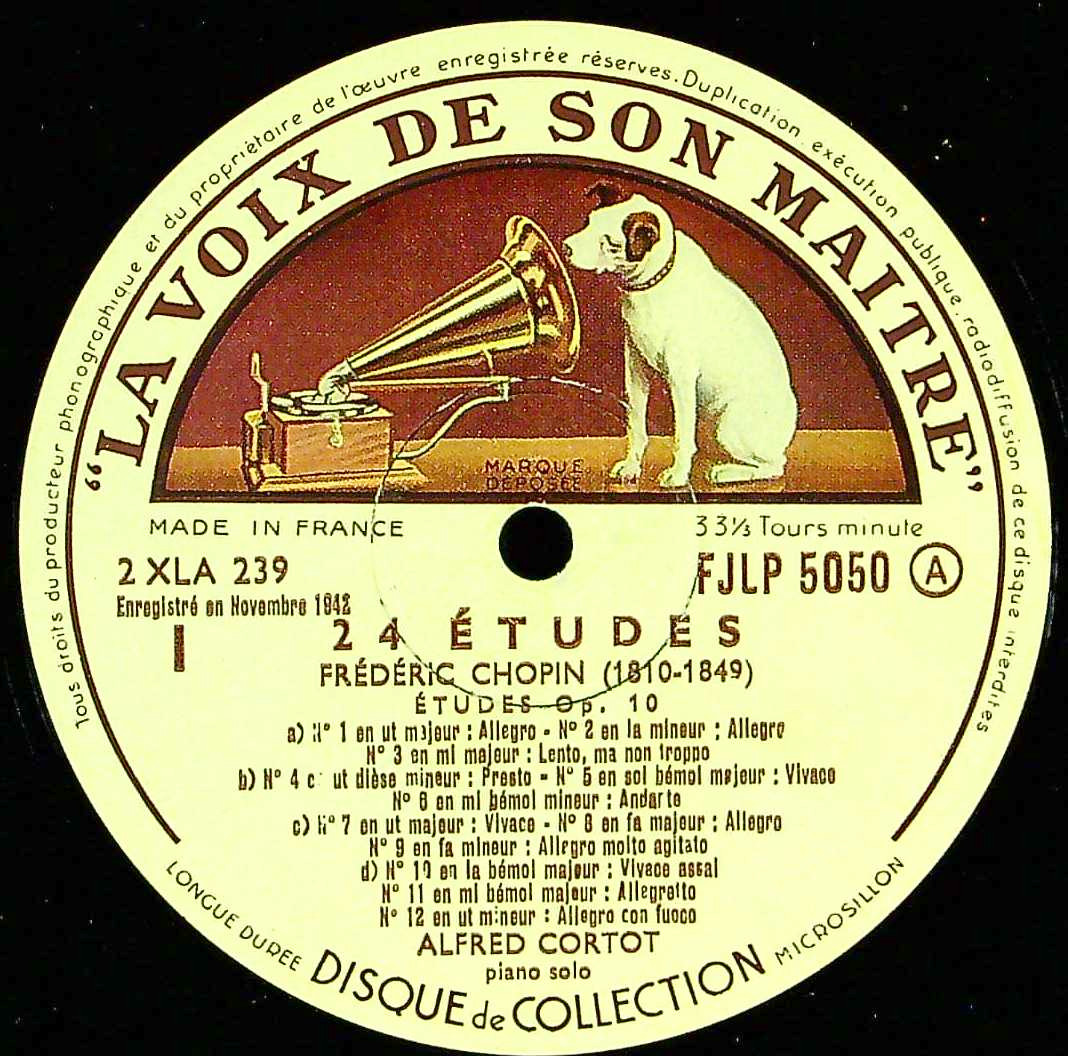 Tous droits du producteur phonographique et du propriétaire de l'œuvre enregistrée réservés. Duplication. exécution publique. radiodiffusion de ce disque interdites
“LA VOIX DE SON MAITRE”
MARQUE
DÉPOSÉE
MADE IN FRANCE
33⅓ Tours minute
2 XLA 239
FJLP 5050 A
Enregistré en Novembre 1942
I
24 ÉTUDES
FRÉDÉRIC CHOPIN (1810-1849)
ÉTUDES Op. 10
a) N° 1 en ut majeur : Allegro - N° 2 en la mineur : Allegro
N° 3 en mi majeur : Lento, ma non troppo
b) N° 4 en ut dièse mineur : Presto - N° 5 en sol bémol majeur : Vivace
N° 6 en mi bémol mineur : Andante
c) N° 7 en ut majeur : Vivace - N° 8 en fa majeur : Allegro
N° 9 en fa mineur : Allegro molto agitato
d) N° 10 en la bémol majeur : Vivace assai
N° 11 en mi bémol majeur : Allegretto
N° 12 en ut mineur : Allegro con fuoco
ALFRED CORTOT
piano solo
LONGUE DUREE
DISQUE de COLLECTION
MICROSILLON